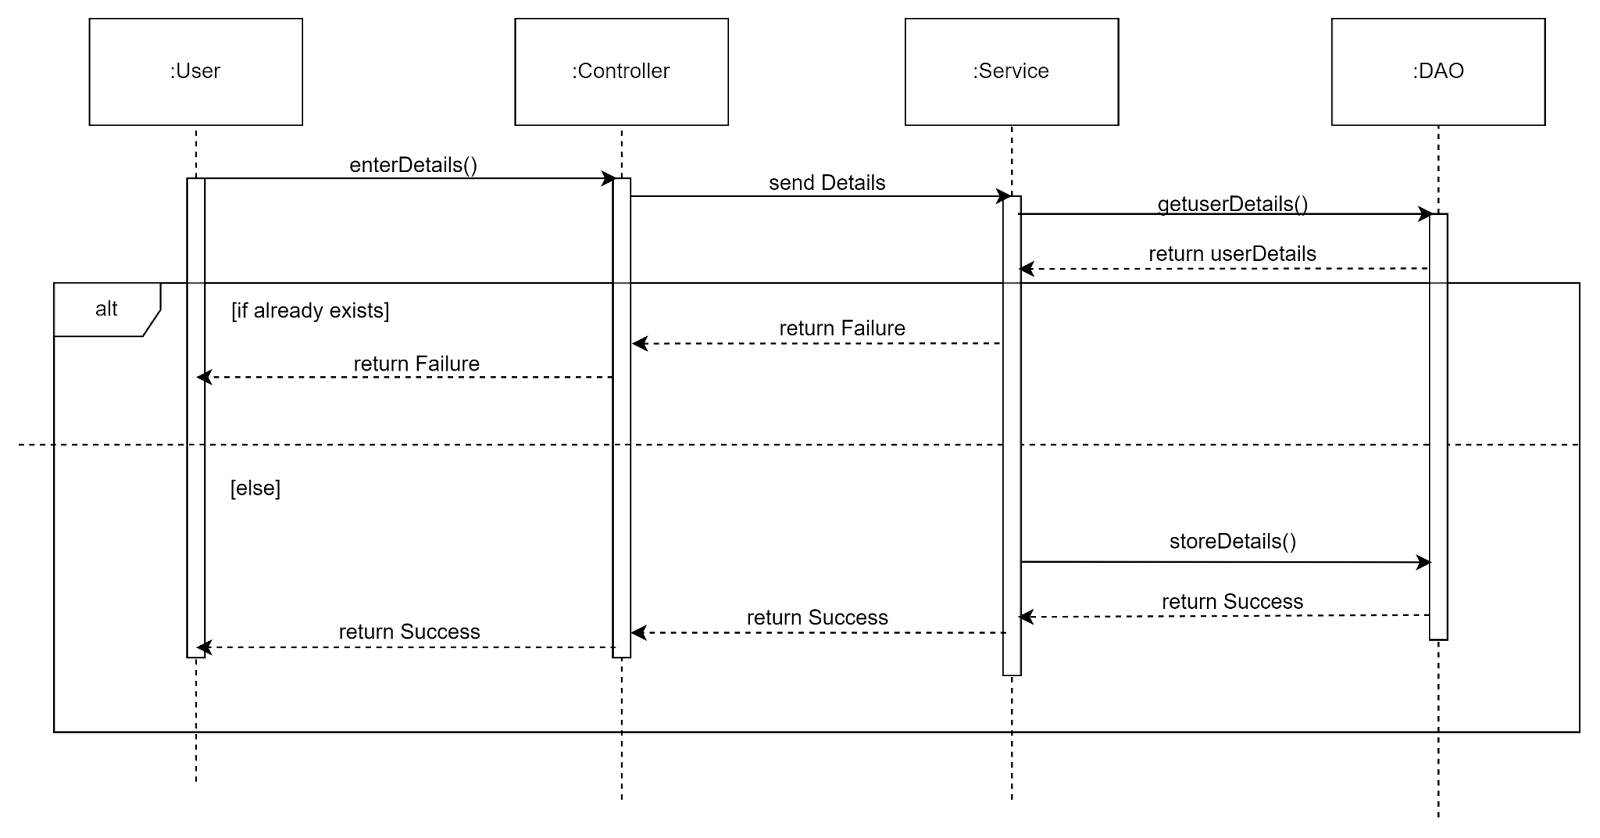 :User
:Controller
:Service
:DAO
enterDetails()
send Details
getuserDetails()
return userDetails
alt
[if already exists]
return Failure
return Failure
[else]
storeDetails()
return Success
return Success
return Success